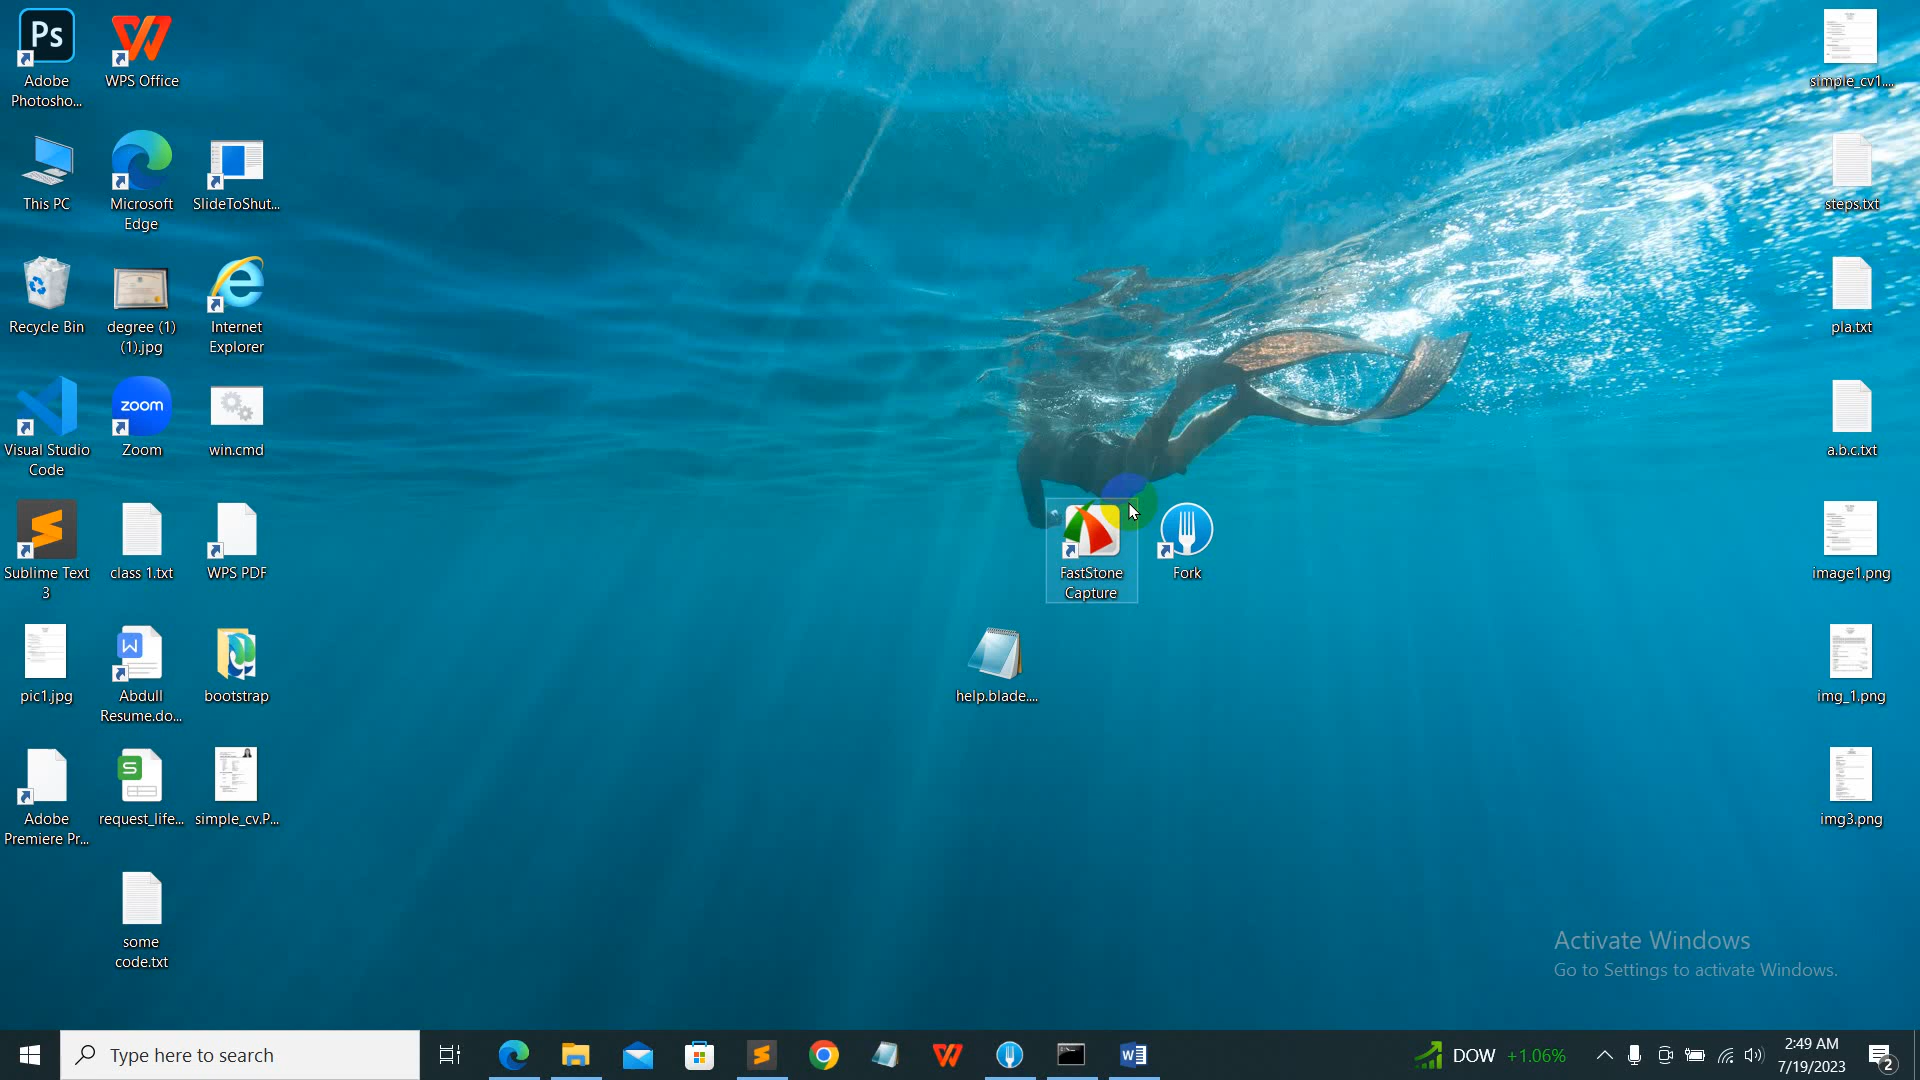 Ps
Adobe
Photosho...
WPS Office
This PC
Microsoft
Edge
SlideToShut...
Recycle Bin
degree (1)
(1).jpg
Internet
Explorer
Visual Studio
Code
zoom
Zoom
win.cmd
Sublime Text
3
class 1.txt
WPS PDF
pic1.jpg
W
Abdull
Resume.do...
bootstrap
Adobe
Premiere Pr...
S
request_life...
simple_cv.P...
some
code.txt
FastStone
Capture
Fork
help.blade....
simple_cv1....
steps.txt
pla.txt
a.b.c.txt
image1.png
img_1.png
img3.png
Activate Windows
Go to Settings to activate Windows.
Type here to search
DOW +1.06%
2:49 AM
7/19/2023
2